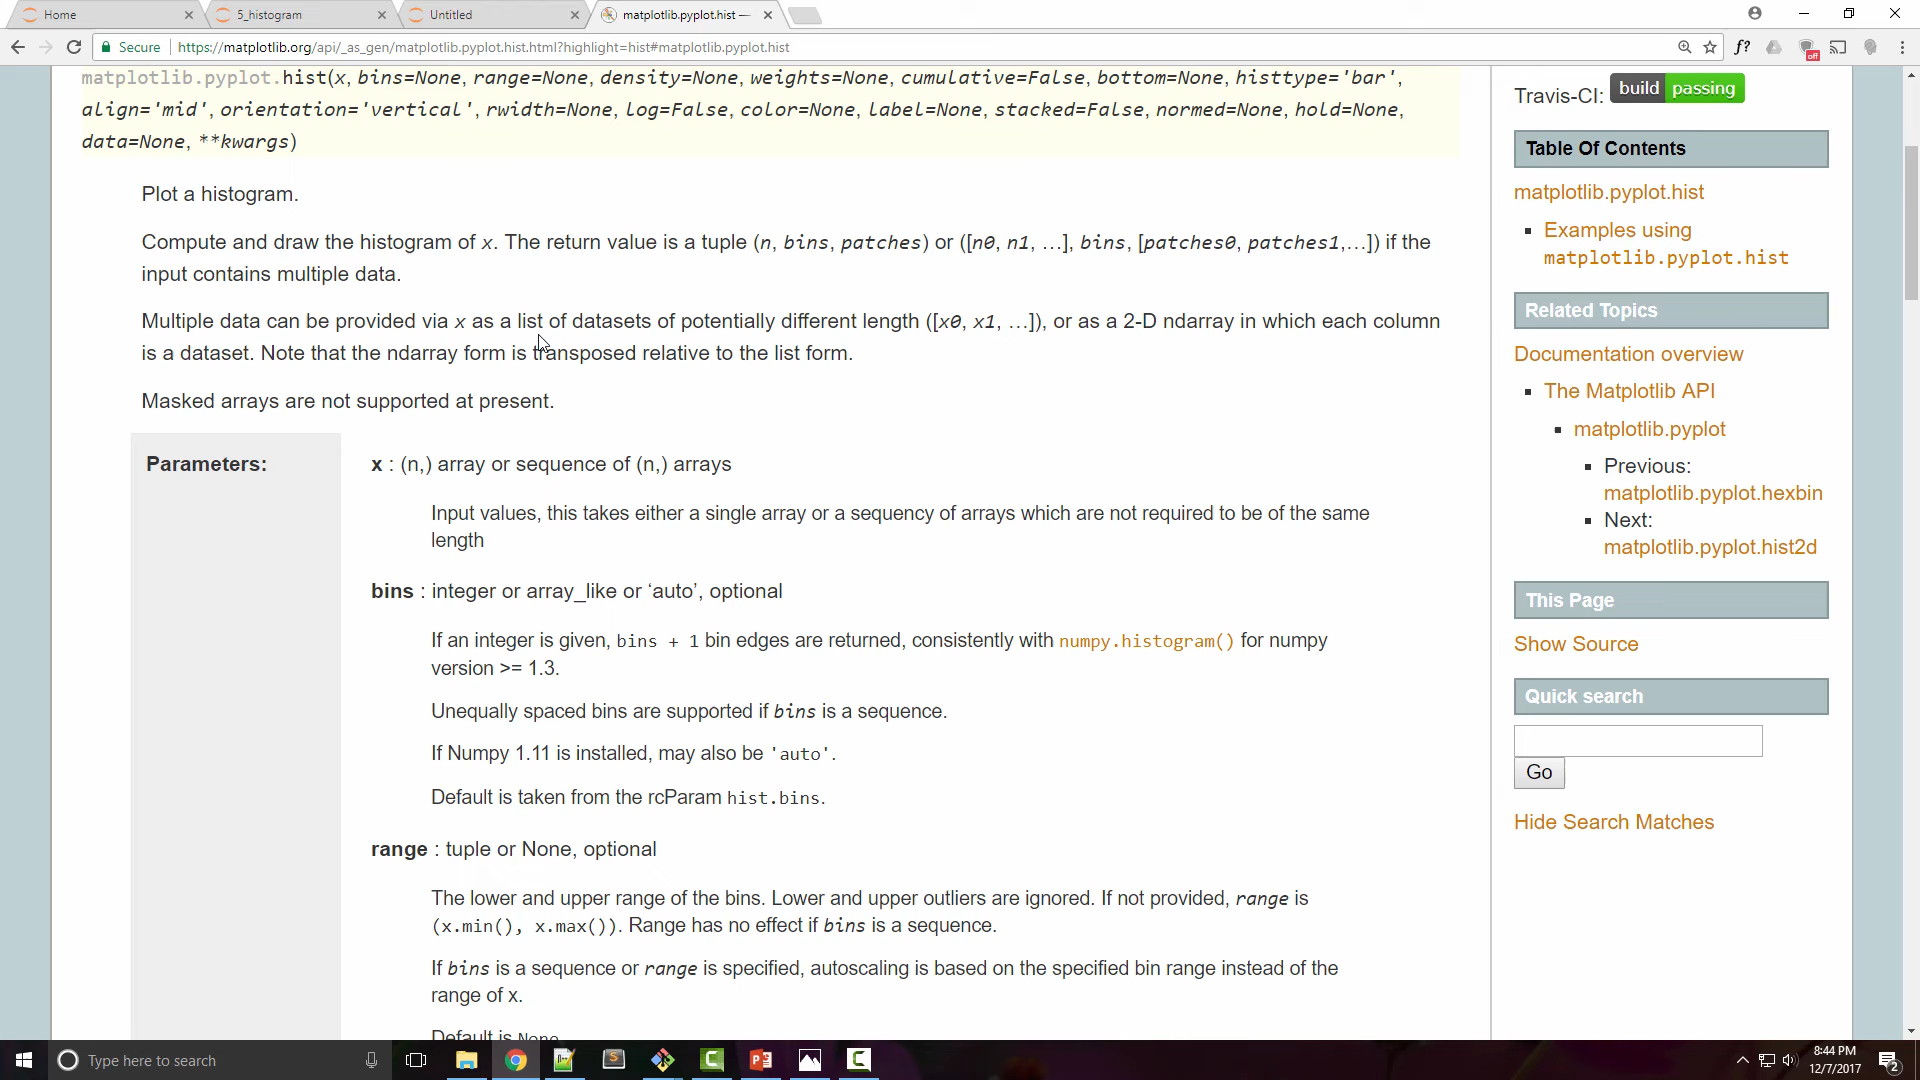 Home
5_histogram
Untitled
matplotlib.pyplot.hist —
Secure https://matplotlib.org/api/_as_gen/matplotlib.pyplot.hist.html?highlight=hist#matplotlib.pyplot.hist
f?
off
matplotlib.pyplot.hist(x, bins=None, range=None, density=None, weights=None, cumulative=False, bottom=None, histtype='bar',
align='mid', orientation='vertical', rwidth=None, log=False, color=None, label=None, stacked=False, normed=None, hold=None,
data=None, **kwargs)
Plot a histogram.
Compute and draw the histogram of x. The return value is a tuple (n, bins, patches) or ([n0, n1, …], bins, [patches0, patches1,…]) if the
input contains multiple data.
Multiple data can be provided via x as a list of datasets of potentially different length ([x0, x1, …]), or as a 2-D ndarray in which each column
is a dataset. Note that the ndarray form is transposed relative to the list form.
Masked arrays are not supported at present.
Parameters:
x : (n,) array or sequence of (n,) arrays
Input values, this takes either a single array or a sequency of arrays which are not required to be of the same
length
bins : integer or array_like or ‘auto’, optional
If an integer is given, bins + 1 bin edges are returned, consistently with numpy.histogram() for numpy
version >= 1.3.
Unequally spaced bins are supported if bins is a sequence.
If Numpy 1.11 is installed, may also be 'auto'.
Default is taken from the rcParam hist.bins.
range : tuple or None, optional
The lower and upper range of the bins. Lower and upper outliers are ignored. If not provided, range is
(x.min(), x.max()). Range has no effect if bins is a sequence.
If bins is a sequence or range is specified, autoscaling is based on the specified bin range instead of the
range of x.
Default is None
Travis-CI: build passing
Table Of Contents
matplotlib.pyplot.hist
Examples using
matplotlib.pyplot.hist
Related Topics
Documentation overview
The Matplotlib API
matplotlib.pyplot
Previous:
matplotlib.pyplot.hexbin
Next:
matplotlib.pyplot.hist2d
This Page
Show Source
Quick search
Go
Hide Search Matches
Type here to search
8:44 PM
12/7/2017
2